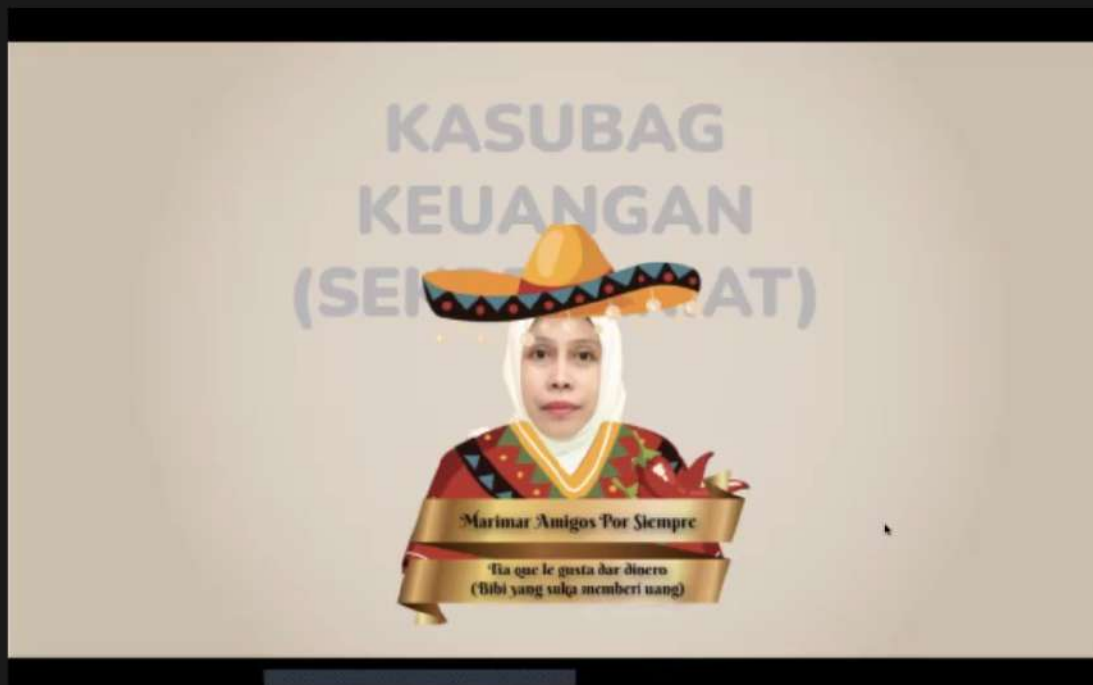 KASUBAG
KEUANGAN
Marimar Amigos Por Siempre
Tia que le gusta dar dinero
(Bibi yang suka memberi uang)